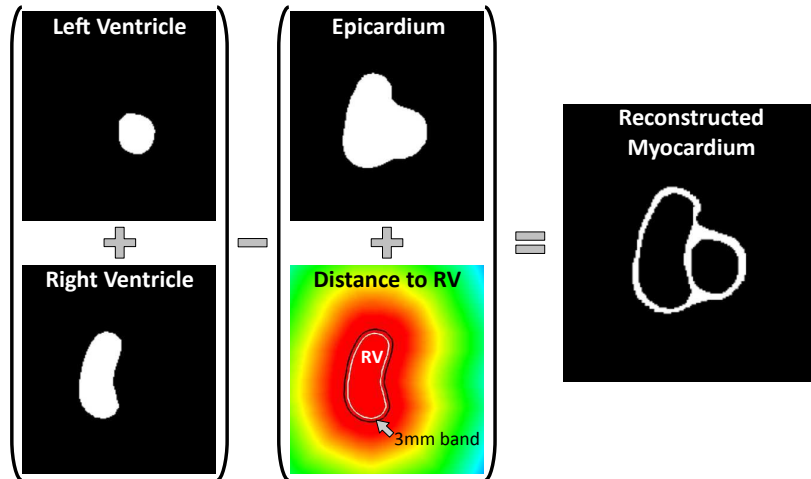 Left Ventricle
Epicardium
Reconstructed
Myocardium
Right Ventricle
Distance to RV
RV
3mm band